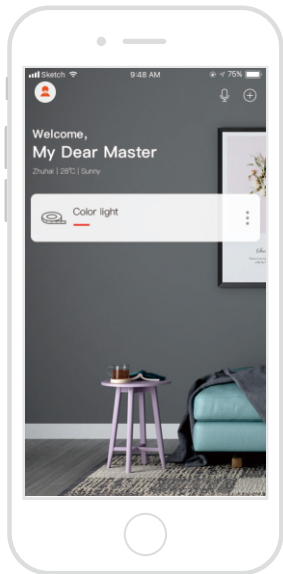 Sketch
9:48 AM
75%
Welcome,
My Dear Master
Zhuhai | 28℃ | Sunny
Color light